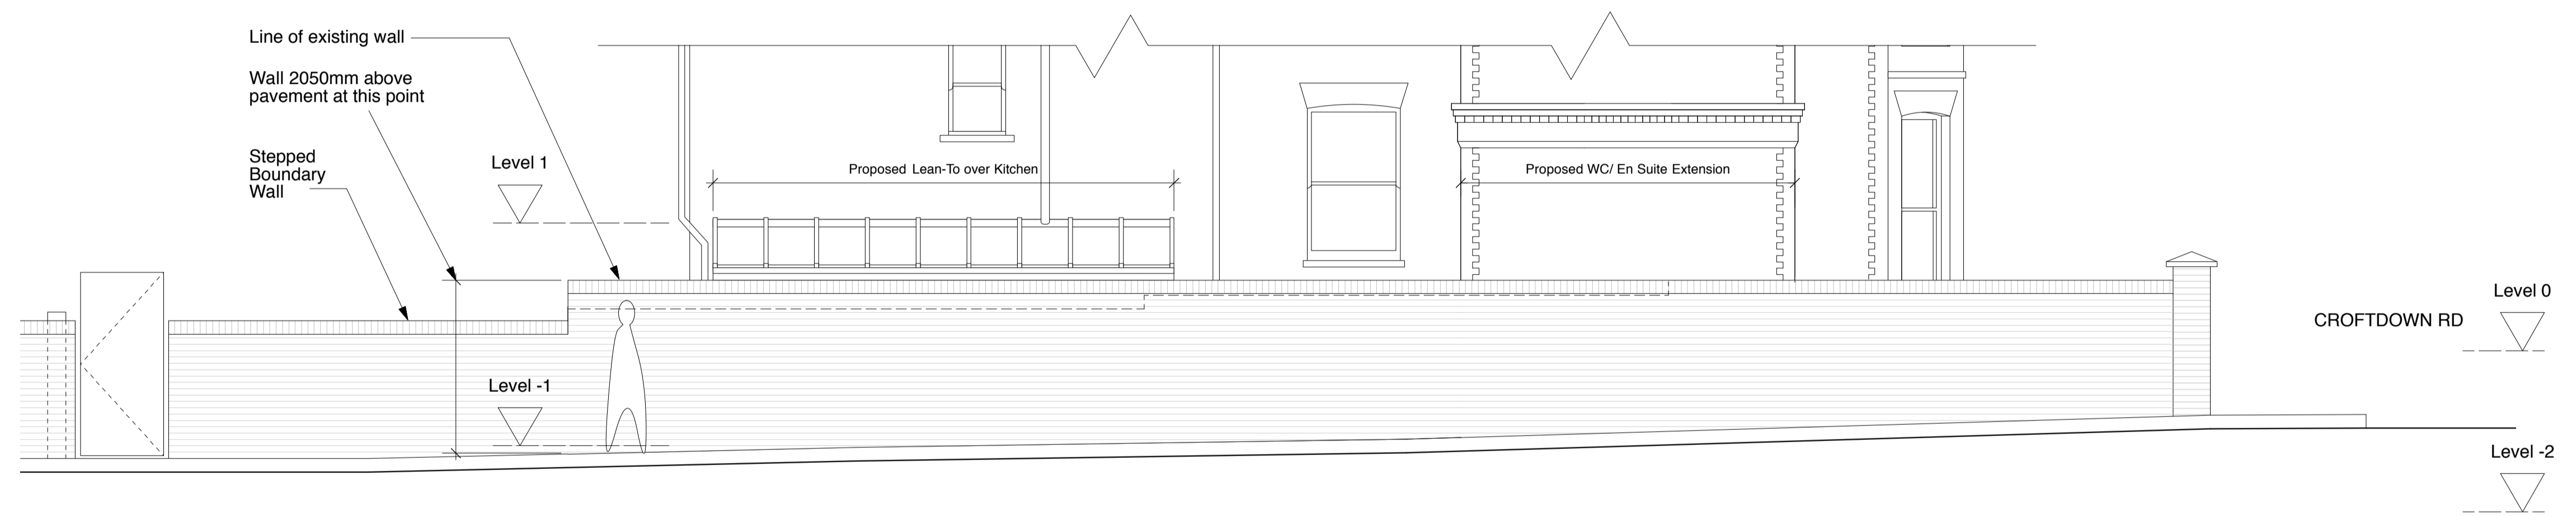 Line of existing wall
Wall 2050mm above
pavement at this point
Stepped
Boundary
Wall
Level 1
Proposed Lean-To over Kitchen
Proposed WC/ En Suite Extension
Level -1
Level 0
CROFTDOWN RD
Level -2